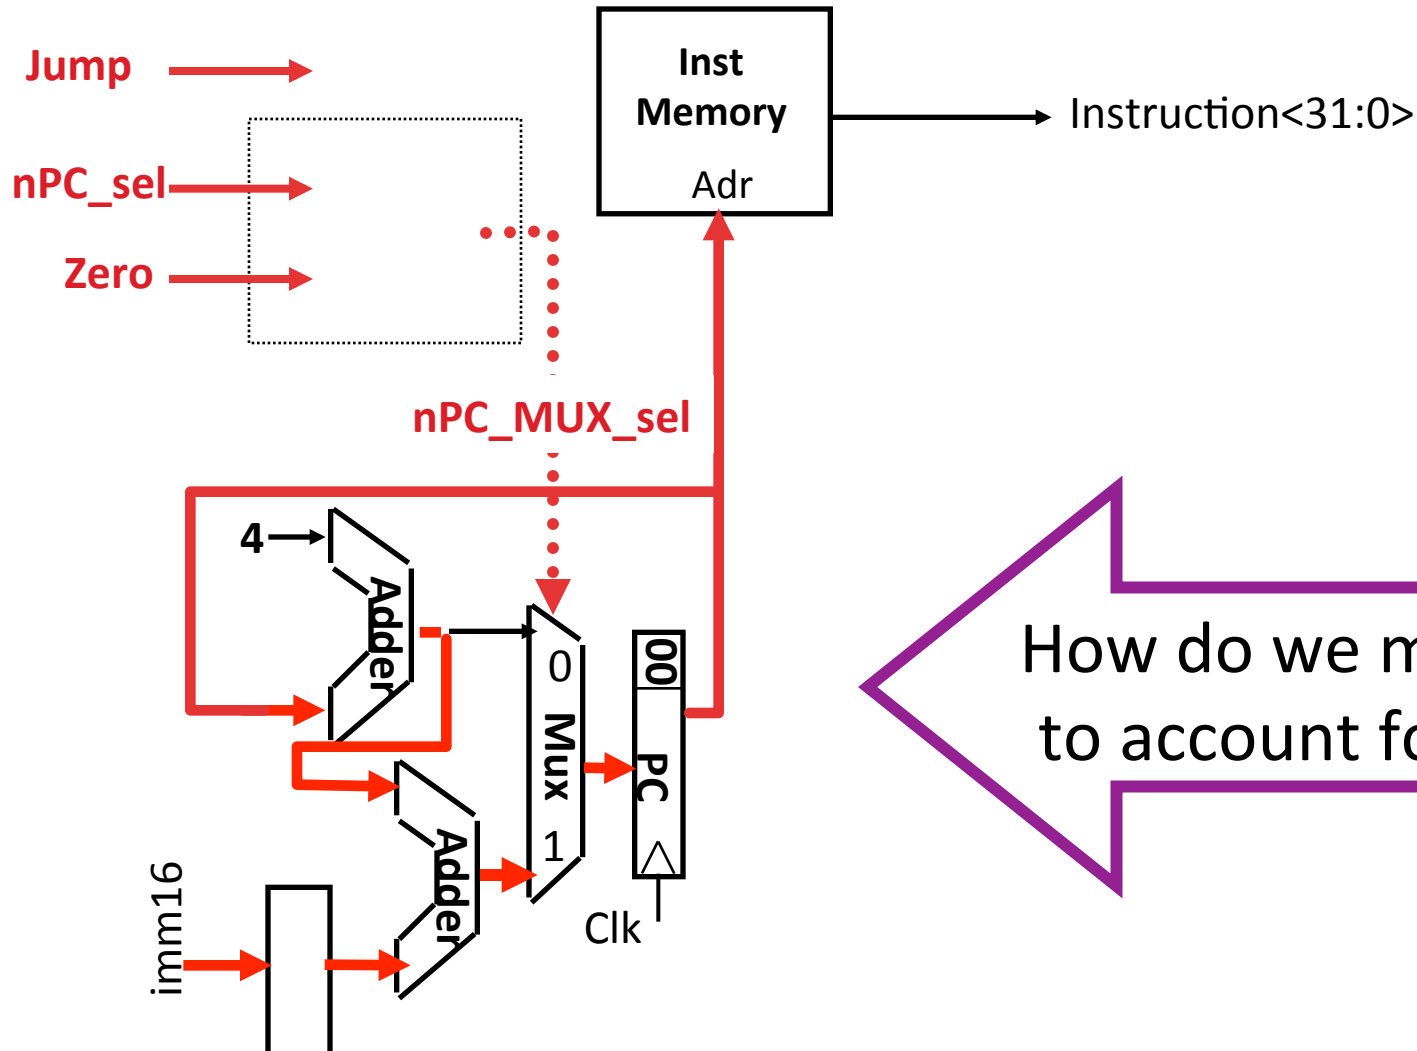 Jump
nPC_sel
Zero
Inst
Memory
Adr
Instruction<31:0>
nPC_MUX_sel
4
Adder
0
Mux
1
00
PC
Clk
Adder
imm16
How do we m
to account fo